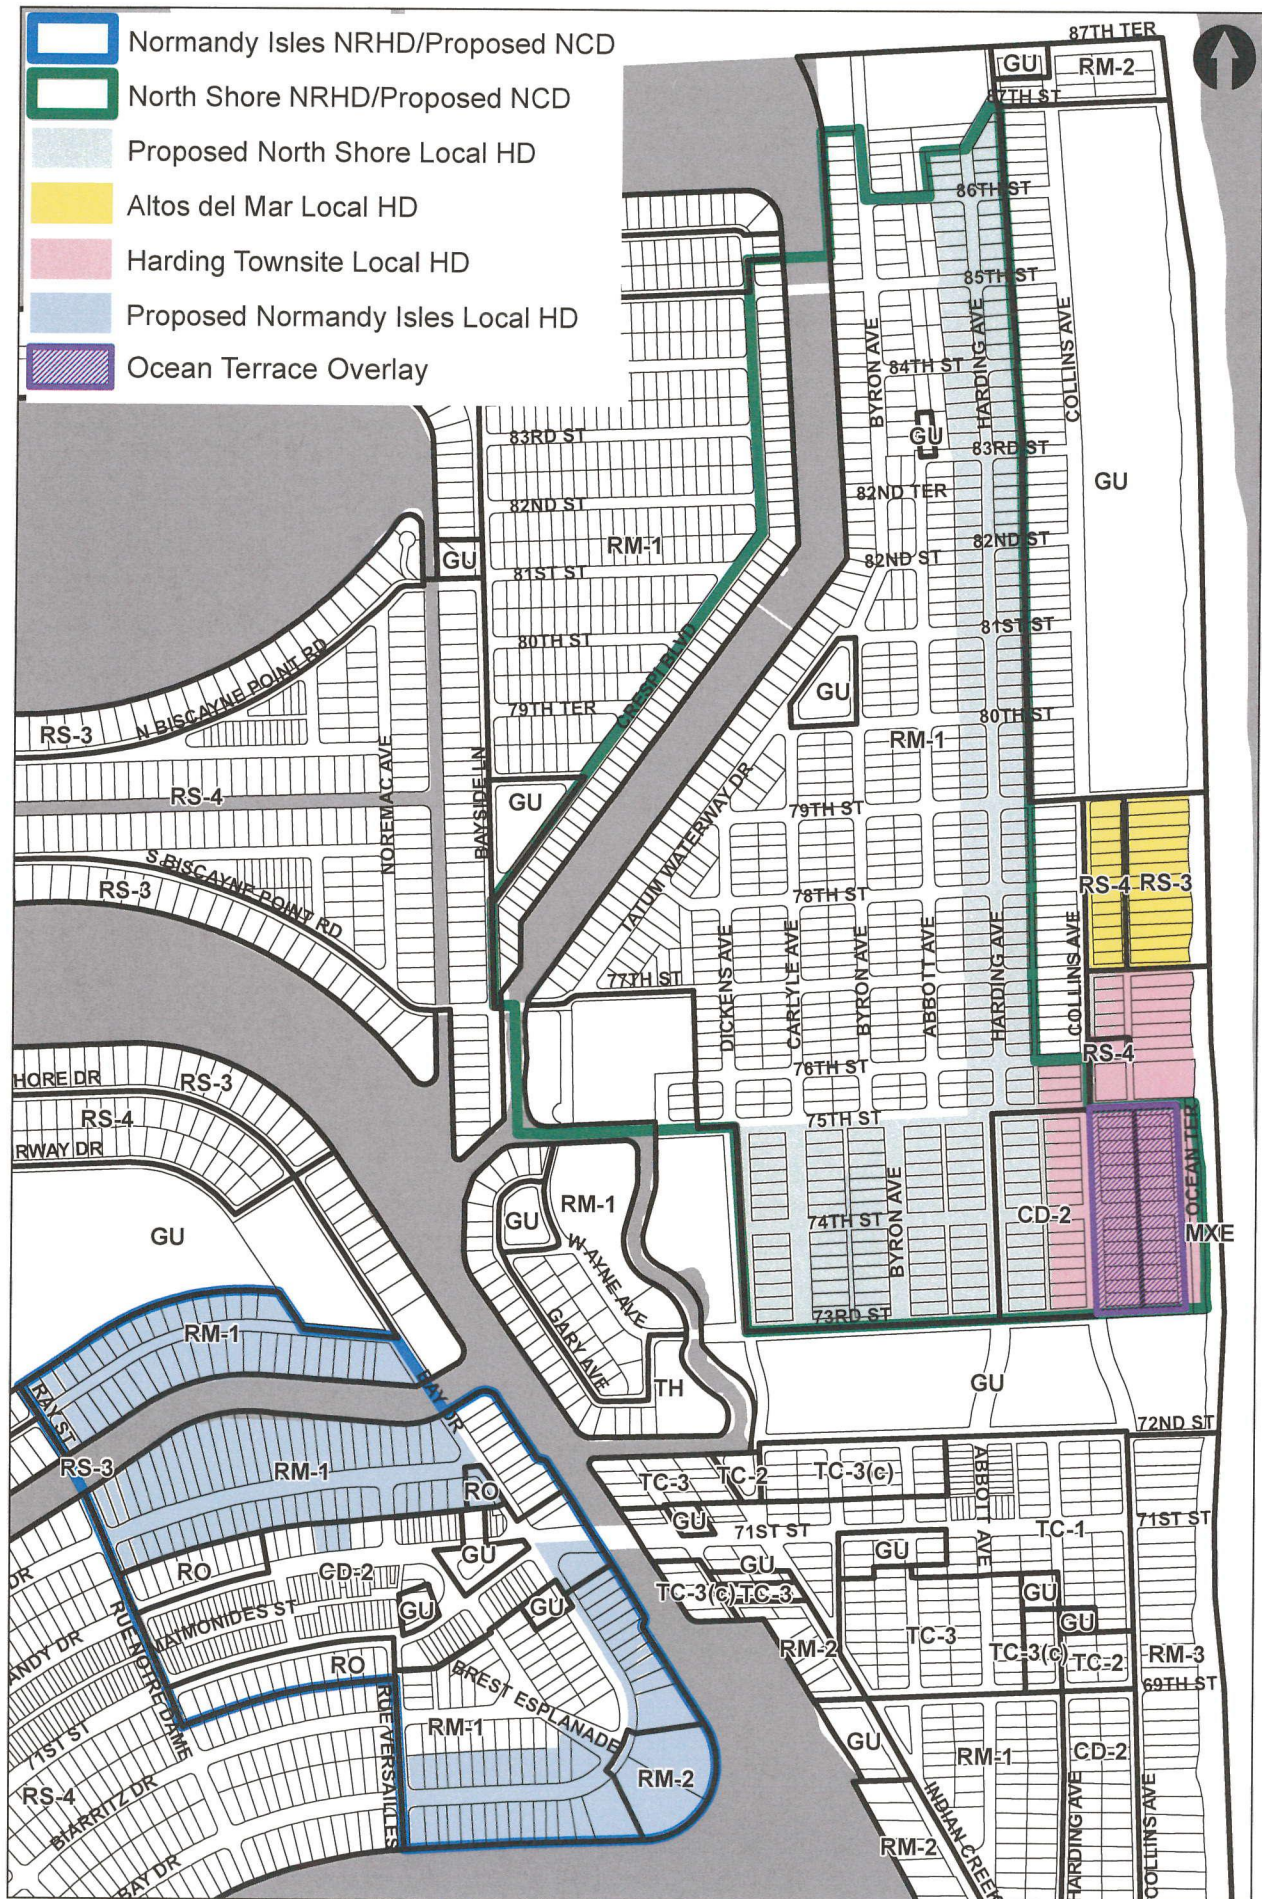 Normandy Isles NRHD/Proposed NCD
North Shore NRHD/Proposed NCD
Proposed North Shore Local HD
Altos del Mar Local HD
Harding Townsite Local HD
Proposed Normandy Isles Local HD
Ocean Terrace Overlay
87TH TER
GU
RM-2
87TH ST
86TH ST
85TH ST
BYRON AVE
HARDING AVE
COLLINS AVE
84TH ST
GU
83RD ST
83RD ST
GU
82ND TER
82ND ST
82ND ST
82ND ST
RM-1
GU
81ST ST
81ST ST
80TH ST
CRESPI BLVD
N BISCAYNE POINT RD
GU
79TH TER
80TH ST
RS-3
RM-1
NOREMAC AVE
BAYSIDE LN
RS-4
GU
TATUM WATERWAY DR
79TH ST
S BISCAYNE POINT RD
RS-3
78TH ST
RS-4
RS-3
77TH ST
DICKENS AVE
CARLYLE AVE
BYRON AVE
ABBOTT AVE
HARDING AVE
COLLINS AVE
RS-4
76TH ST
HORE DR
RS-3
RS-4
RWAY DR
75TH ST
OCEAN TER
RM-1
GU
GU
74TH ST
BYRON AVE
CD-2
MXE
WAYNE AVE
GARY AVE
73RD ST
RM-1
BAY DR
TH
GU
RAY ST
72ND ST
RS-3
RM-1
RO
TC-3
TC-2
TC-3(c)
ABBOTT AVE
GU
71ST ST
TC-1
71ST ST
RO
CD-2
GU
GU
GU
DR
GU
GU
TC-3(c)
TC-3
GU
GU
MAIMONIDES ST
RUE NOTRE DAME
ANDY DR
RM-2
TC-3
TC-3(c)
TC-2
RM-3
RO
BREST ESPLANADE
69TH ST
RUE VERSAILLES
RM-1
71ST ST
GU
RM-1
CD-2
RS-4
BIARRITZ DR
RM-2
INDIAN CREEK
HARDING AVE
COLLINS AVE
RM-2
BAY DR